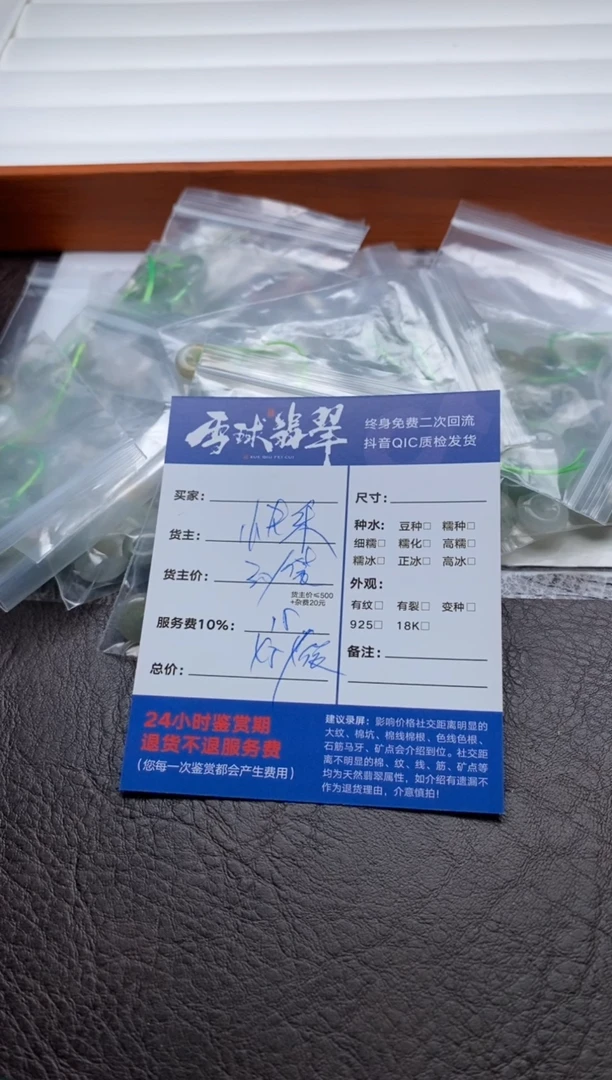 雪球翡翠
终身免费二次回流
抖音QIC质检发货
买家：
货主：
货主价：
货主价≤500
+杂费20元
服务费10%：
总价：
尺寸：
种水： 豆种□ 糯种□
细糯□ 糯化□ 高糯□
糯冰□ 正冰□ 高冰□
外观：
有纹□ 有裂□ 变种□
925□ 18K□
备注：
24小时鉴赏期
退货不退服务费
（您每一次鉴赏都会产生费用）
建议录屏：影响价格社交距离明显的
大纹、棉坑、棉线棉根、色线色根、
石筋马牙、矿点会介绍到位。社交距
离不明显的棉、纹、线、筋、矿点等
均为天然翡翠属性，如介绍有遗漏不
作为退货理由，介意慎拍！